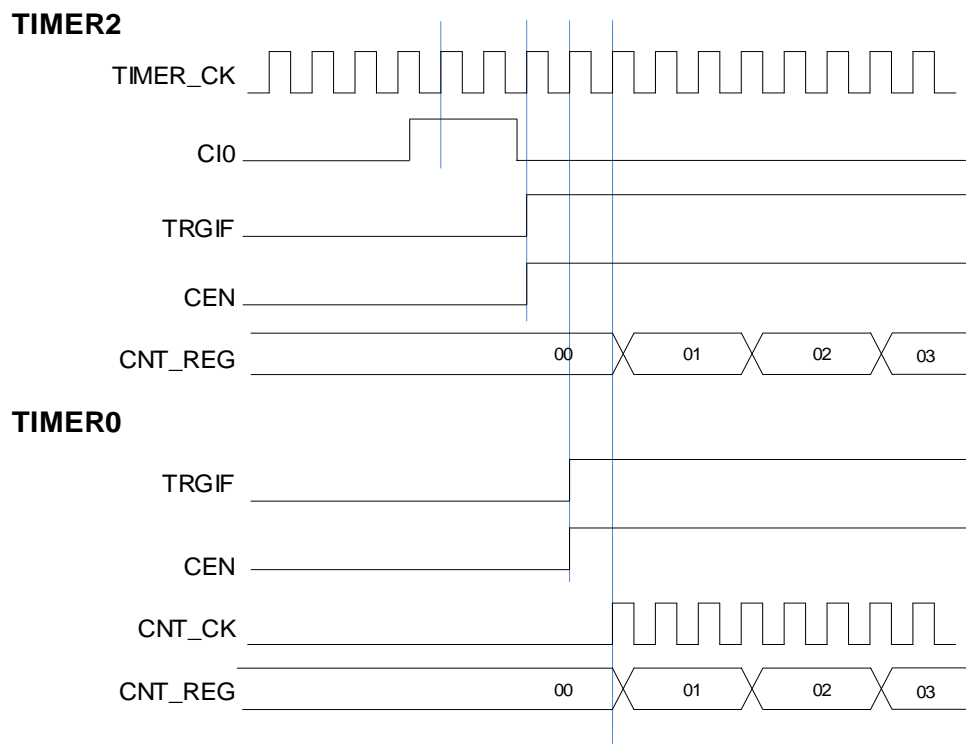 TIMER2
TIMER_CK
CI0
TRGIF
CEN
CNT_REG 00 01 02 03
TIMER0
TRGIF
CEN
CNT_CK
CNT_REG 00 01 02 03